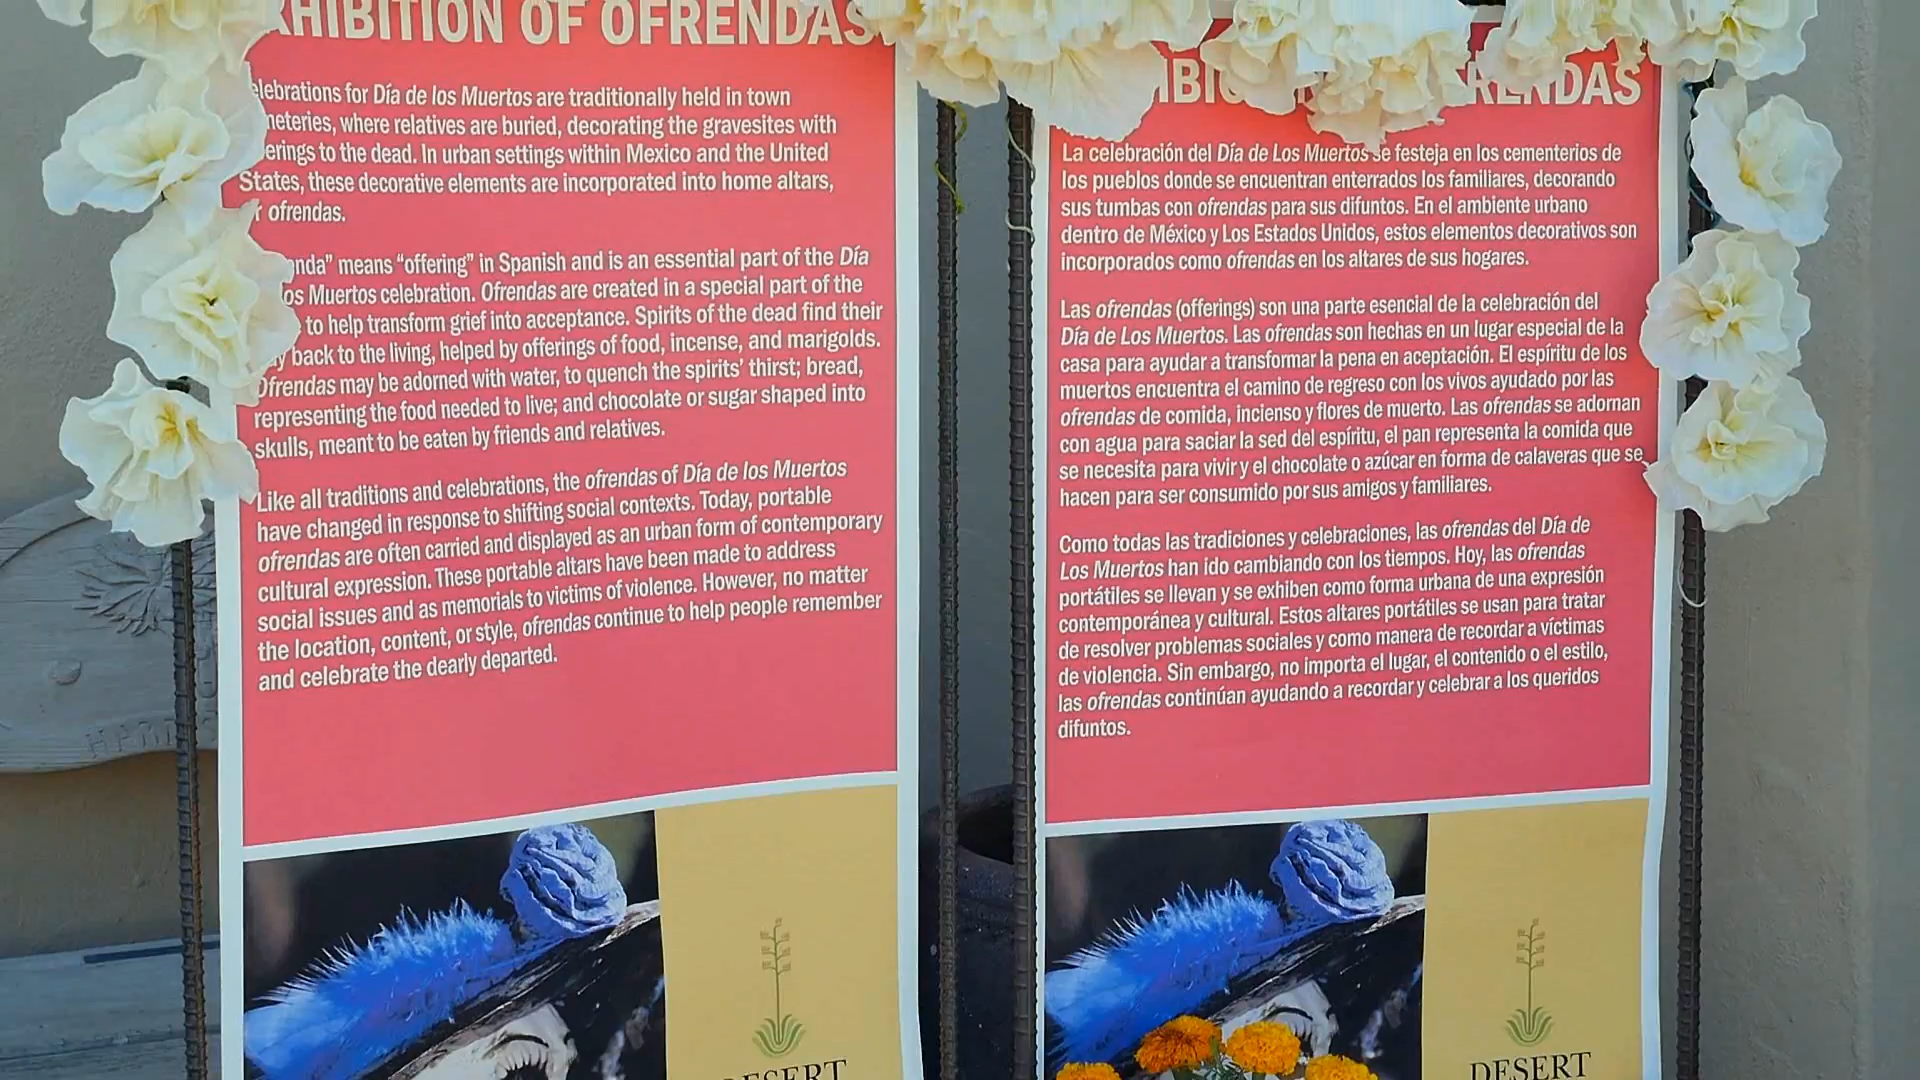 OF OFRENDAS
for Día de los Muertos are traditionally held in town
where relatives are buried, decorating the gravesites with
to the dead. In urban settings within Mexico and the United
States, these decorative elements are incorporated into home altars,
ofrendas.
means “offering” in Spanish and is an essential part of the Día
Muertos celebration. Ofrendas are created in a special part of the
to help transform grief into acceptance. Spirits of the dead find their
back to the living, helped by offerings of food, incense, and marigolds.
Ofrendas may be adorned with water, to quench the spirits’ thirst; bread,
representing the food needed to live; and chocolate or sugar shaped into
skulls, meant to be eaten by friends and relatives.
Like all traditions and celebrations, the ofrendas of Día de los Muertos
have changed in response to shifting social contexts. Today, portable
ofrendas are often carried and displayed as an urban form of contemporary
cultural expression. These portable altars have been made to address
social issues and as memorials to victims of violence. However, no matter
the location, content, or style, ofrendas continue to help people remember
and celebrate the dearly departed.
La celebración del Día de Los Muertos se festeja en los cementerios de
los pueblos donde se encuentran enterrados los familiares, decorando
sus tumbas con ofrendas para sus difuntos. En el ambiente urbano
dentro de México y Los Estados Unidos, estos elementos decorativos son
incorporados como ofrendas en los altares de sus hogares.
Las ofrendas (offerings) son una parte esencial de la celebración del
Día de Los Muertos. Las ofrendas son hechas en un lugar especial de la
casa para ayudar a transformar la pena en aceptación. El espíritu de los
muertos encuentra el camino de regreso con los vivos ayudado por las
ofrendas de comida, incienso y flores de muerto. Las ofrendas se adornan
con agua para saciar la sed del espíritu, el pan representa la comida que
se necesita para vivir y el chocolate o azúcar en forma de calaveras que se
hacen para ser consumido por sus amigos y familiares.
Como todas las tradiciones y celebraciones, las ofrendas del Día de
Los Muertos han ido cambiando con los tiempos. Hoy, las ofrendas
portátiles se llevan y se exhiben como forma urbana de una expresión
contemporánea y cultural. Estos altares portátiles se usan para tratar
de resolver problemas sociales y como manera de recordar a víctimas
de violencia. Sin embargo, no importa el lugar, el contenido o el estilo,
las ofrendas continúan ayudando a recordar y celebrar a los queridos
difuntos.
DESERT
DESERT